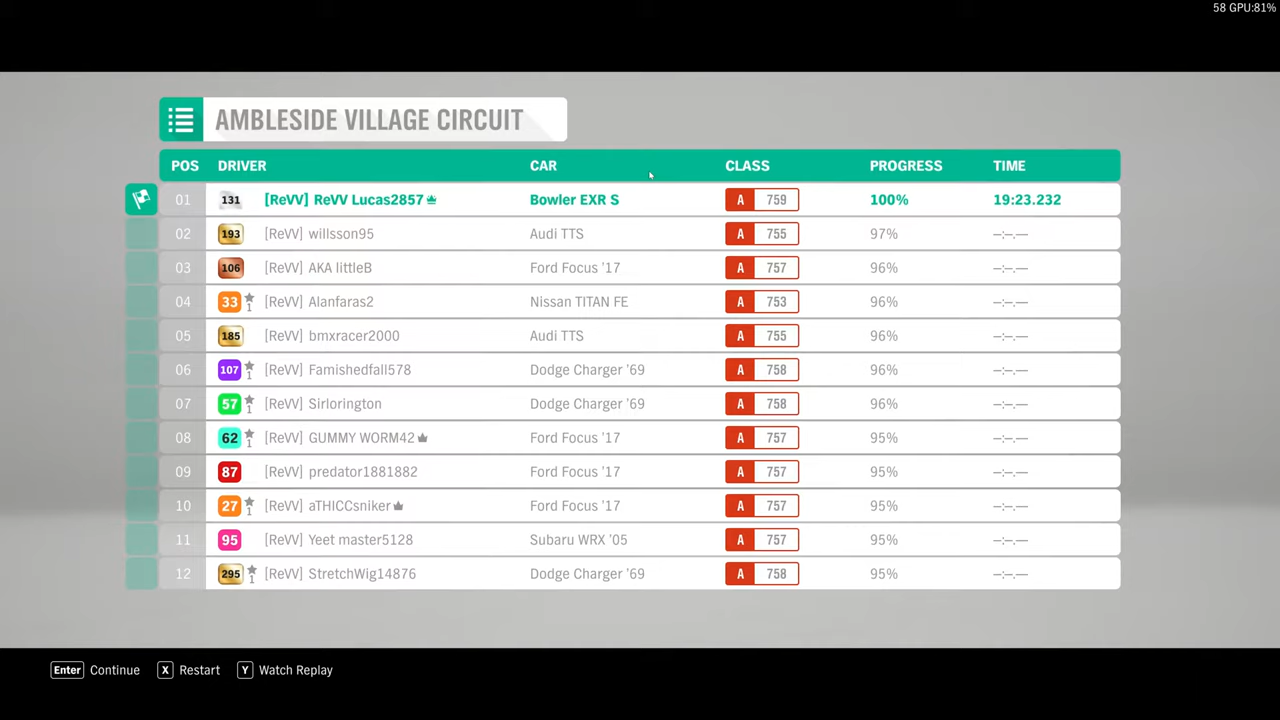 58 GPU:81%
AMBLESIDE VILLAGE CIRCUIT
POS DRIVER CAR CLASS PROGRESS TIME
01 131 [ReVV] ReVV Lucas2857 Bowler EXR S A 759 100% 19:23.232
02 193 [ReVV] willsson95 Audi TTS A 755 97% --:--.---
03 106 [ReVV] AKA littleB Ford Focus '17 A 757 96% --:--.---
04 33 1 [ReVV] Alanfaras2 Nissan TITAN FE A 753 96% --:--.---
05 185 [ReVV] bmxracer2000 Audi TTS A 755 96% --:--.---
06 107 1 [ReVV] Famishedfall578 Dodge Charger '69 A 758 96% --:--.---
07 57 1 [ReVV] Sirlorington Dodge Charger '69 A 758 96% --:--.---
08 62 1 [ReVV] GUMMY WORM42 Ford Focus '17 A 757 95% --:--.---
09 87 [ReVV] predator1881882 Ford Focus '17 A 757 95% --:--.---
10 27 1 [ReVV] aTHICCsniker Ford Focus '17 A 757 95% --:--.---
11 95 [ReVV] Yeet master5128 Subaru WRX '05 A 757 95% --:--.---
12 295 1 [ReVV] StretchWig14876 Dodge Charger '69 A 758 95% --:--.---
Enter Continue X Restart Y Watch Replay